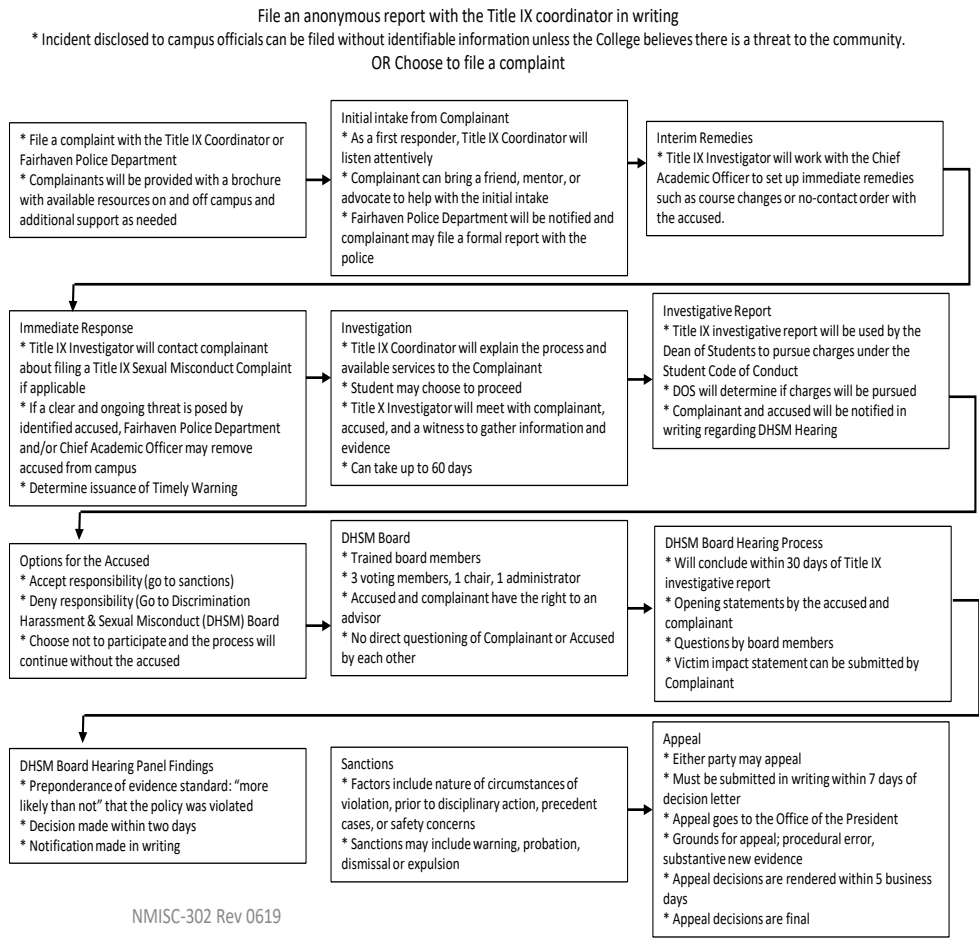 File an anonymous report with the Title IX coordinator in writing
* Incident disclosed to campus officials can be filed without identifiable information unless the College believes there is a threat to the community.
OR Choose to file a complaint
* File a complaint with the Title IX Coordinator or
Fairhaven Police Department
* Complainants will be provided with a brochure
with available resources on and off campus and
additional support as needed
Initial intake from Complainant
* As a first responder, Title IX Coordinator will
listen attentively
* Complainant can bring a friend, mentor, or
advocate to help with the initial intake
* Fairhaven Police Department will be notified and
complainant may file a formal report with the
police
Interim Remedies
* Title IX Investigator will work with the Chief
Academic Officer to set up immediate remedies
such as course changes or no-contact order with
the accused.
Immediate Response
* Title IX Investigator will contact complainant
about filing a Title IX Sexual Misconduct Complaint
if applicable
* If a clear and ongoing threat is posed by
identified accused, Fairhaven Police Department
and/or Chief Academic Officer may remove
accused from campus
* Determine issuance of Timely Warning
Investigation
* Title IX Coordinator will explain the process and
available services to the Complainant
* Student may choose to proceed
* Title X Investigator will meet with complainant,
accused, and a witness to gather information and
evidence
* Can take up to 60 days
Investigative Report
* Title IX investigative report will be used by the
Dean of Students to pursue charges under the
Student Code of Conduct
* DOS will determine if charges will be pursued
* Complainant and accused will be notified in
writing regarding DHSM Hearing
Options for the Accused
* Accept responsibility (go to sanctions)
* Deny responsibility (Go to Discrimination
Harassment & Sexual Misconduct (DHSM) Board
* Choose not to participate and the process will
continue without the accused
DHSM Board
* Trained board members
* 3 voting members, 1 chair, 1 administrator
* Accused and complainant have the right to an
advisor
* No direct questioning of Complainant or Accused
by each other
DHSM Board Hearing Process
* Will conclude within 30 days of Title IX
investigative report
* Opening statements by the accused and
complainant
* Questions by board members
* Victim impact statement can be submitted by
Complainant
DHSM Board Hearing Panel Findings
* Preponderance of evidence standard: “more
likely than not” that the policy was violated
* Decision made within two days
* Notification made in writing
Sanctions
* Factors include nature of circumstances of
violation, prior to disciplinary action, precedent
cases, or safety concerns
* Sanctions may include warning, probation,
dismissal or expulsion
Appeal
* Either party may appeal
* Must be submitted in writing within 7 days of
decision letter
* Appeal goes to the Office of the President
* Grounds for appeal; procedural error,
substantive new evidence
* Appeal decisions are rendered within 5 business
days
* Appeal decisions are final
NMISC-302 Rev 0619